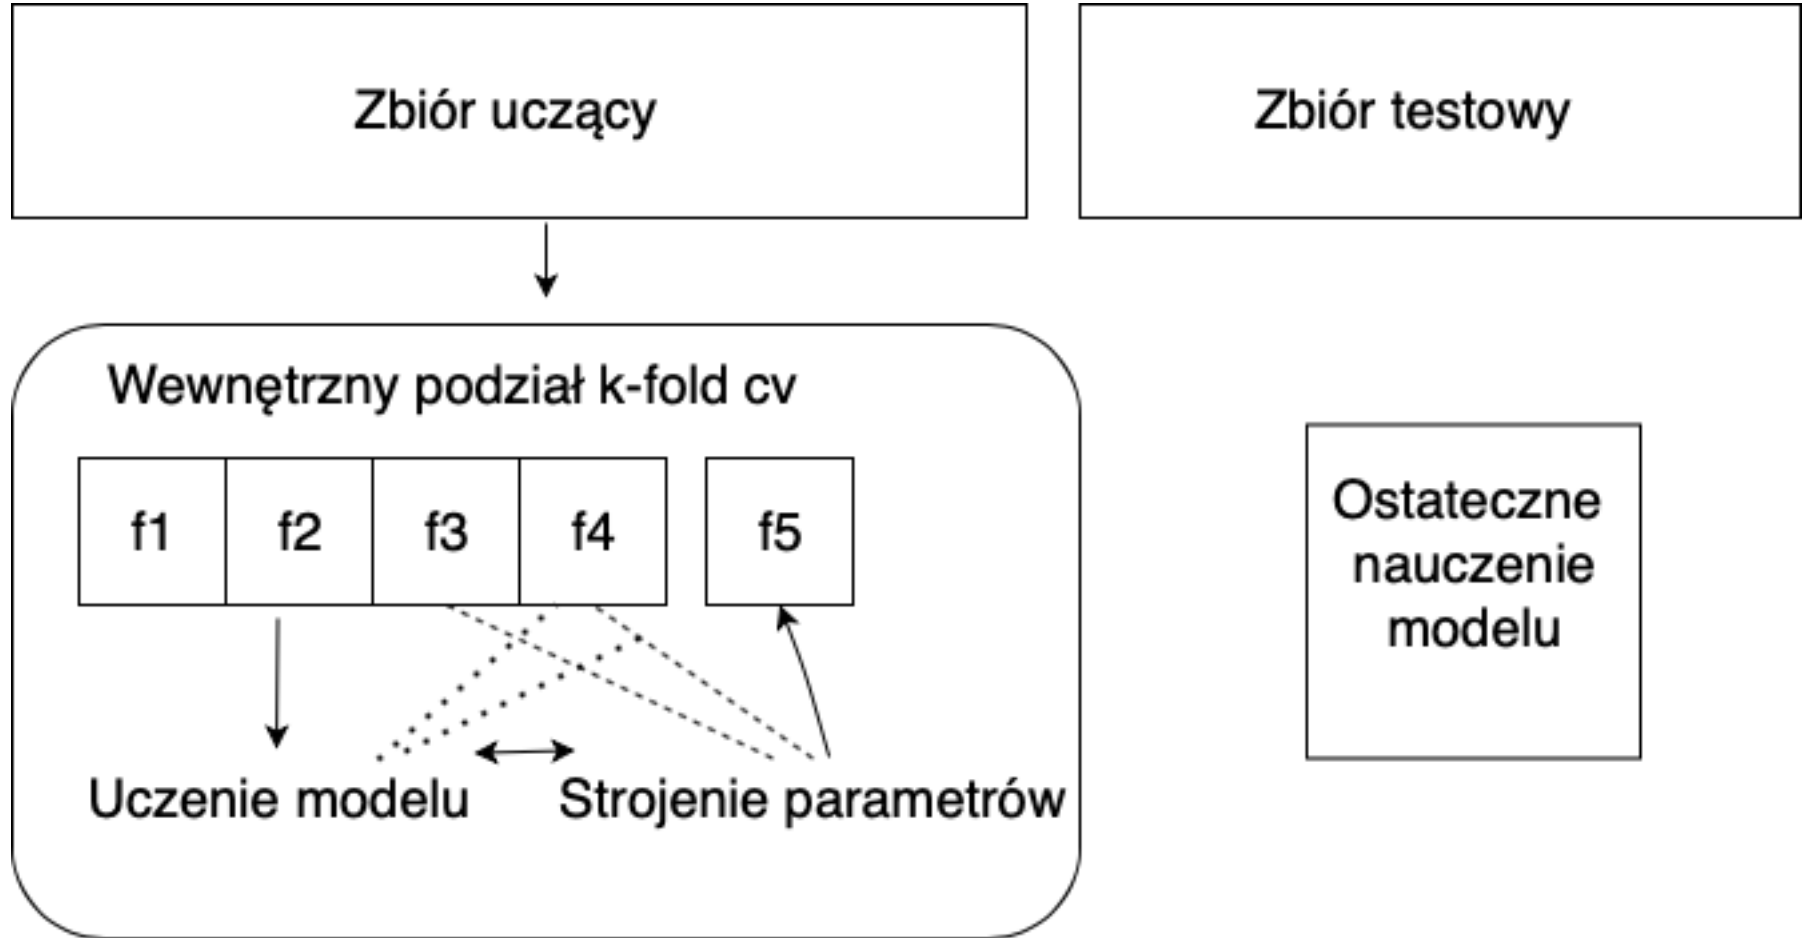 Zbiór uczący
Zbiór testowy
Wewnętrzny podział k-fold cv
f1
f2
f3
f4
f5
Uczenie modelu
Strojenie parametrów
Ostateczne
nauczenie
modelu